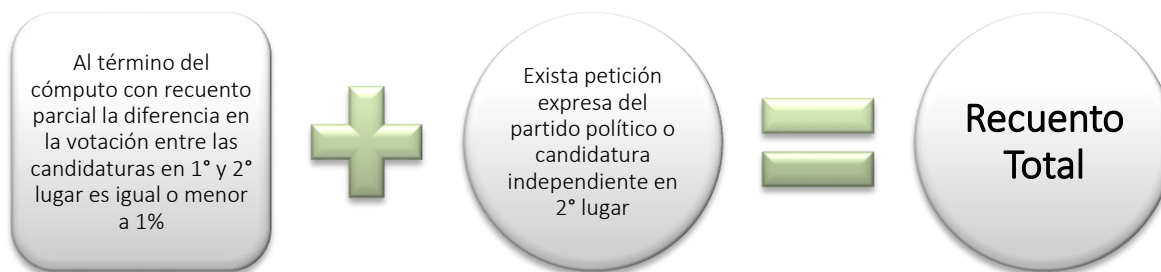 Al término del
cómputo con recuento
parcial la diferencia en
la votación entre las
candidaturas en 1° y 2°
lugar es igual o menor
a 1%
Exista petición
expresa del
partido político o
candidatura
independiente en
2° lugar
Recuento
Total